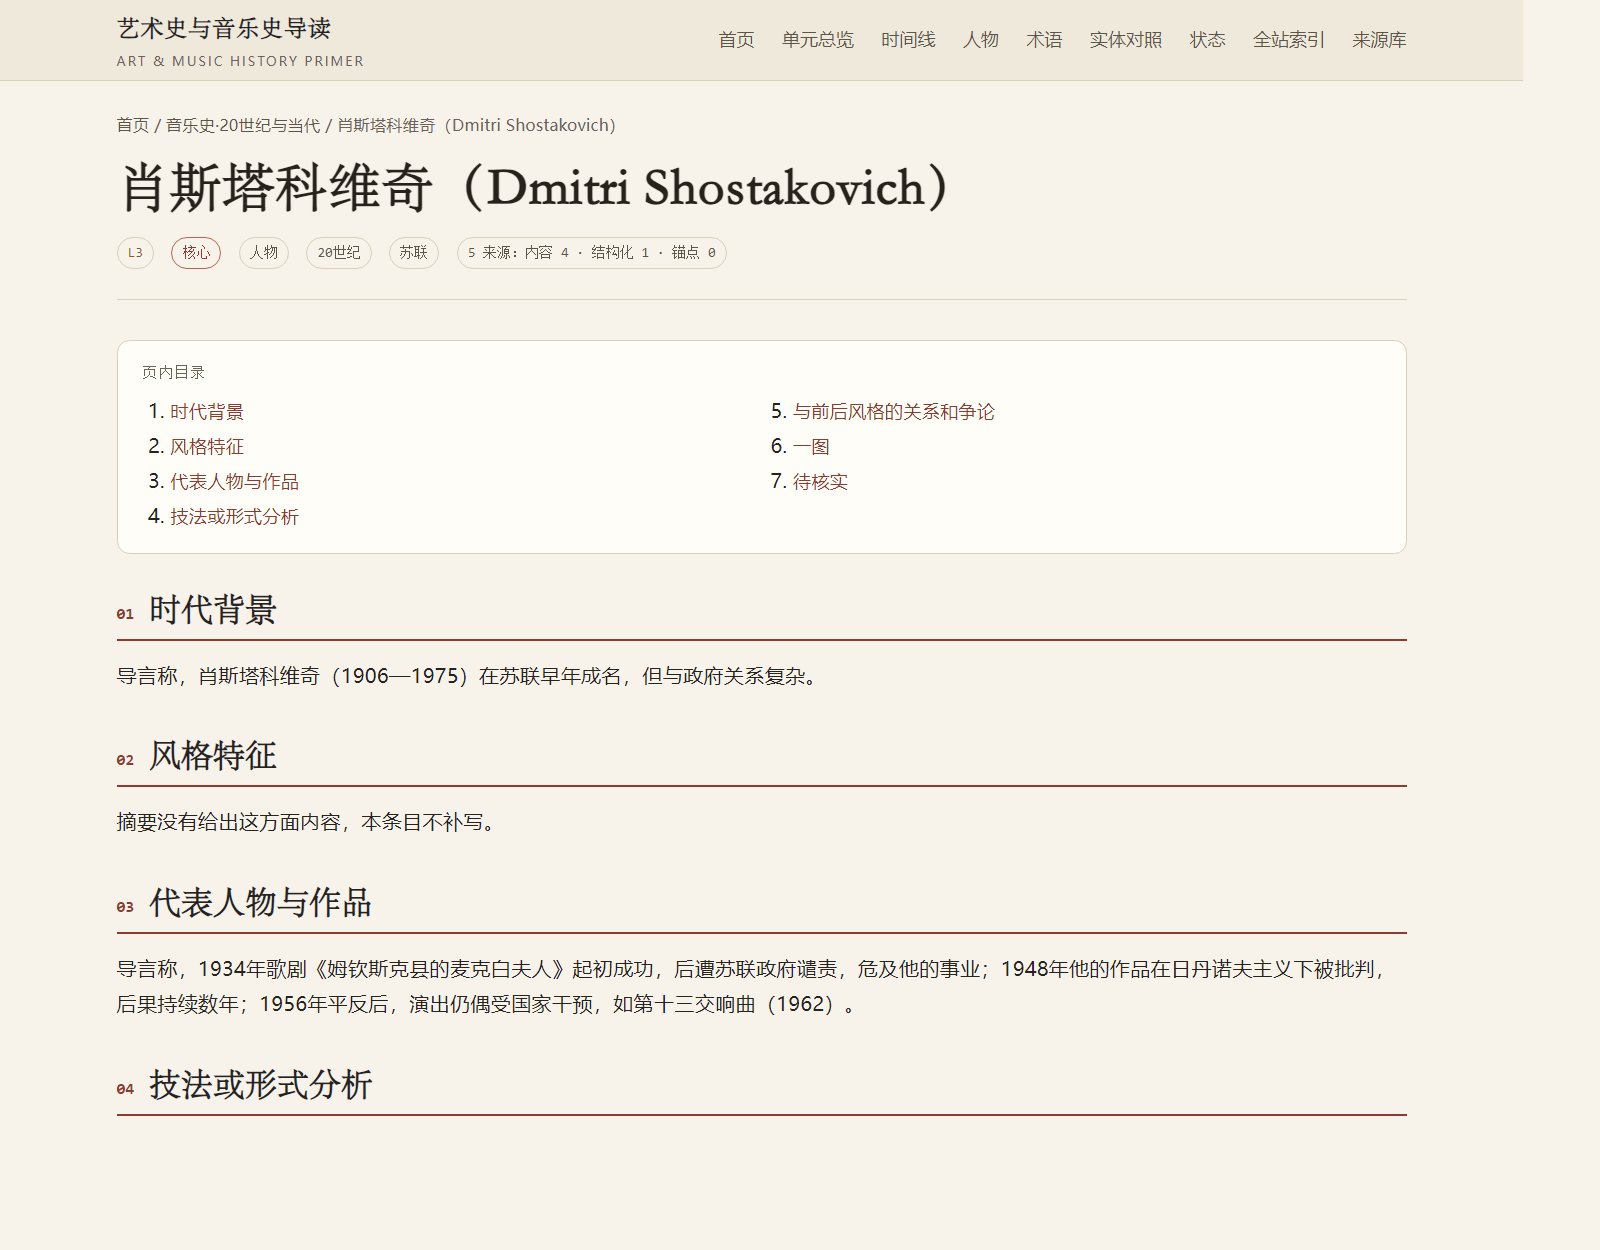 艺术史与音乐史导读
ART & MUSIC HISTORY PRIMER
首页 单元总览 时间线 人物 术语 实体对照 状态 全站索引 来源库
首页 / 音乐史·20世纪与当代 / 肖斯塔科维奇（Dmitri Shostakovich）
肖斯塔科维奇（Dmitri Shostakovich）
L3 核心 人物 20世纪 苏联 5 来源：内容 4 · 结构化 1 · 锚点 0
页内目录
1. 时代背景
2. 风格特征
3. 代表人物与作品
4. 技法或形式分析
5. 与前后风格的关系和争论
6. 一图
7. 待核实
01 时代背景
导言称，肖斯塔科维奇（1906—1975）在苏联早年成名，但与政府关系复杂。
02 风格特征
摘要没有给出这方面内容，本条目不补写。
03 代表人物与作品
导言称，1934年歌剧《姆钦斯克县的麦克白夫人》起初成功，后遭苏联政府谴责，危及他的事业；1948年他的作品在日丹诺夫主义下被批判，
后果持续数年；1956年平反后，演出仍偶受国家干预，如第十三交响曲（1962）。
04 技法或形式分析